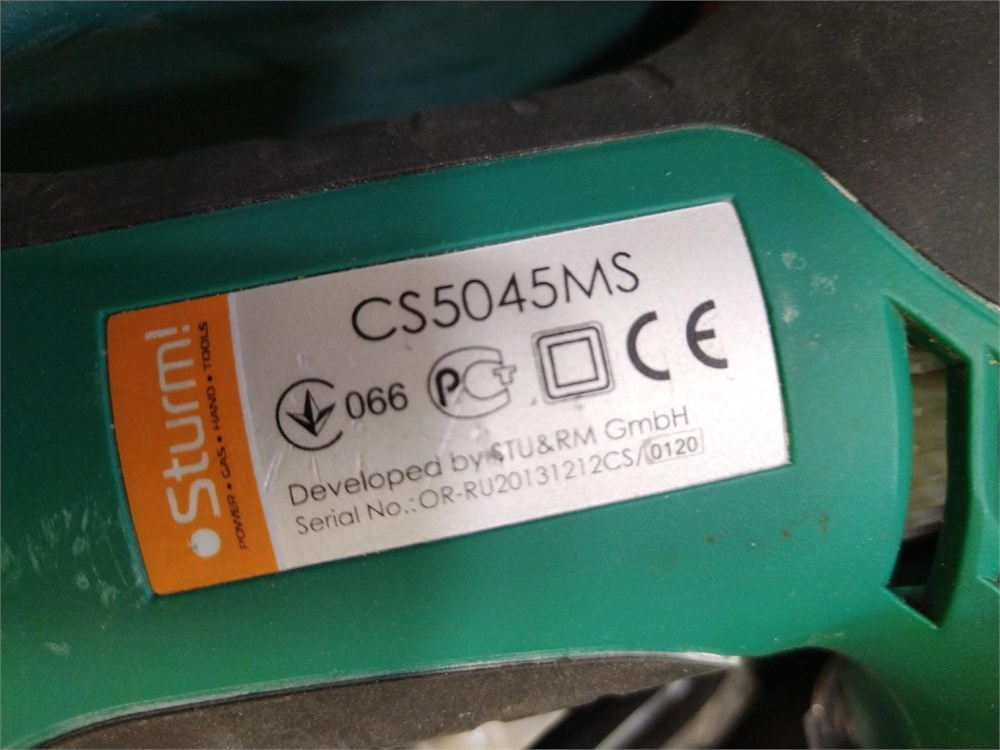 Sturm!
POWER • GAS • HAND • TOOLS
CS5045MS
066 PCT CE
Developed by STU&RM GmbH
Serial No.: OR-RU20131212CS/0120